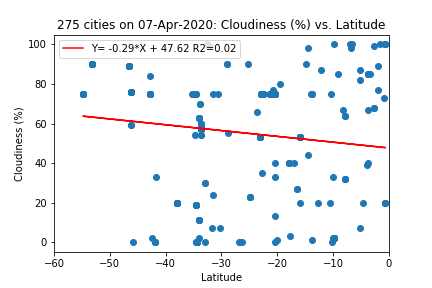 275 cities on 07-Apr-2020: Cloudiness (%) vs. Latitude
Y= -0.29*X + 47.62 R2=0.02
Cloudiness (%)
100
80
60
40
20
0
−60 −50 −40 −30 −20 −10 0
Latitude